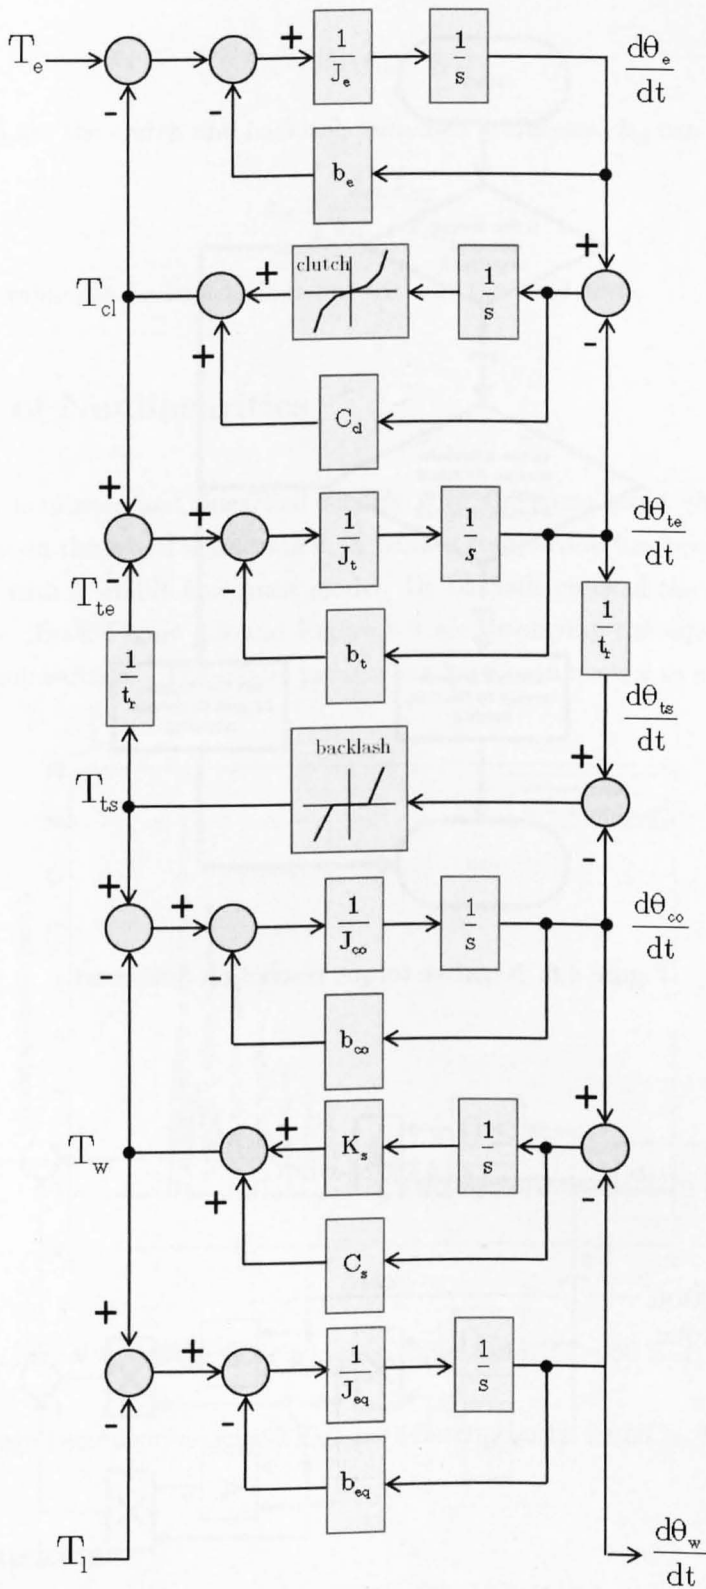 T_e
+
1/J_e
1/s
dθ_e/dt
-
-
b_e
+
clutch
+
1/s
T_cl
+
-
C_cl
+
+
1/J_t
1/s
dθ_te/dt
-
-
T_te
b_t
1/t_r
1/t_r
dθ_ts/dt
backlash
+
T_ts
-
+
+
1/J_co
1/s
dθ_co/dt
-
-
b_co
+
T_w
+
K_s
1/s
+
-
C_s
+
+
1/J_eq
1/s
-
-
b_eq
T_l
dθ_w/dt